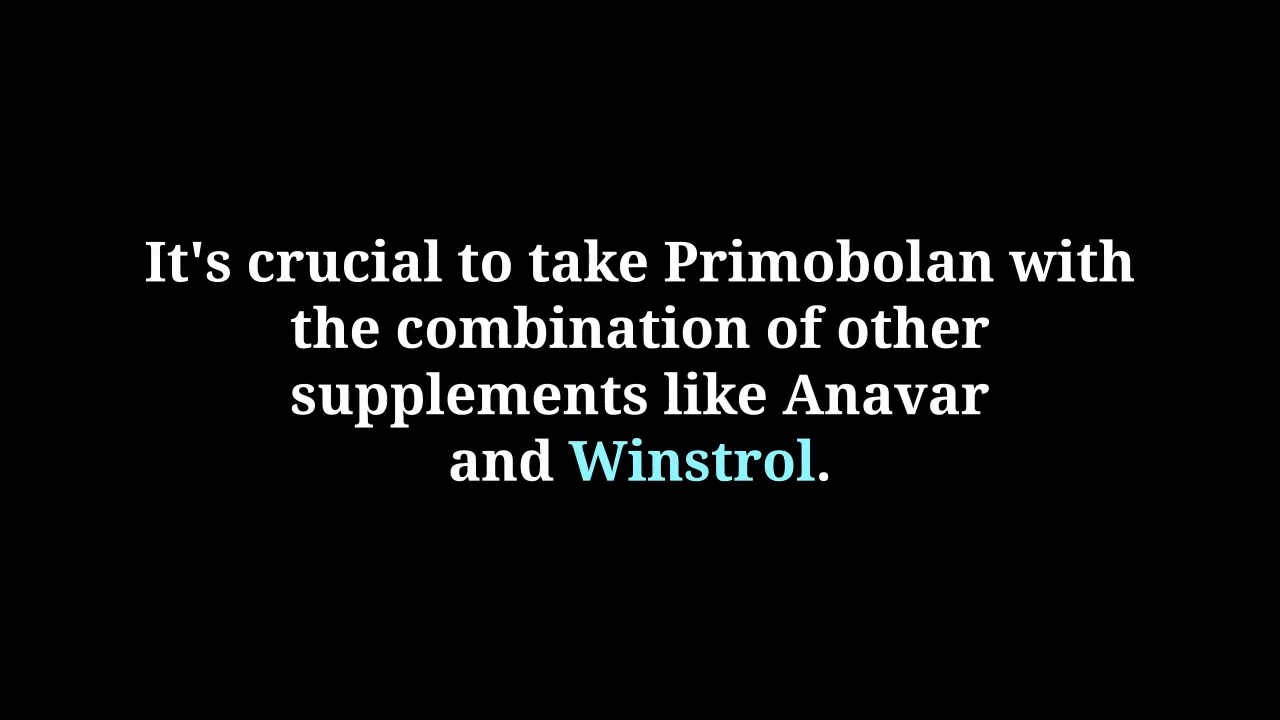 It's crucial to take Primobolan with
the combination of other
supplements like Anavar
and Winstrol.